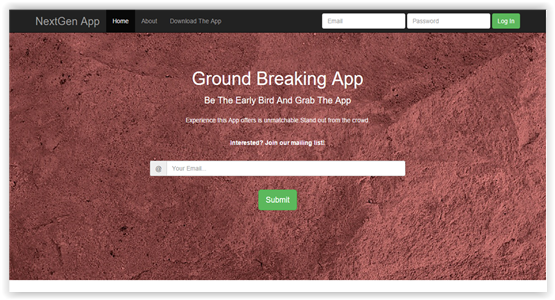 NextGen App Home About Download The App Email Password Log In
Ground Breaking App
Be The Early Bird And Grab The App
Experience this App offers is unmatchable.Stand out from the crowd.
Interested? Join our mailing list!
@ Your Email..
Submit